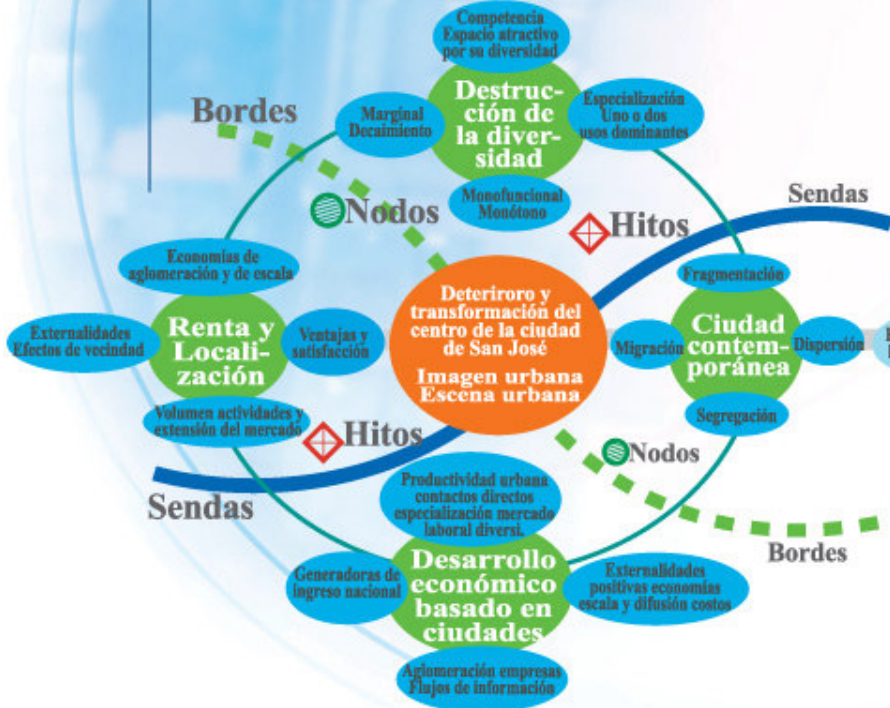 Competencia
Espacio atractivo
por su diversidad
Destruc-
ción de
la diver-
sidad
Marginal
Decaimiento
Especialización
Uno o dos
usos dominantes
Monofuncional
Monótono
Bordes
Nodos
Hitos
Sendas
Economías de
aglomeración y de escala
Renta y
Locali-
zación
Externalidades
Efectos de vecindad
Ventajas y
satisfacción
Volumen actividades y
extensión del mercado
Deteriroro y
transformación del
centro de la ciudad
de San José
Imagen urbana
Escena urbana
Fragmentación
Ciudad
contem-
poránea
Migración
Dispersión
Segregación
Hitos
Sendas
Nodos
Bordes
Productividad urbana
contactos directos
especialización mercado
laboral diversi.
Desarrollo
económico
basado en
ciudades
Generadoras de
ingreso nacional
Externalidades
positivas economías
escala y difusión costos
Aglomeración empresas
Flujos de información